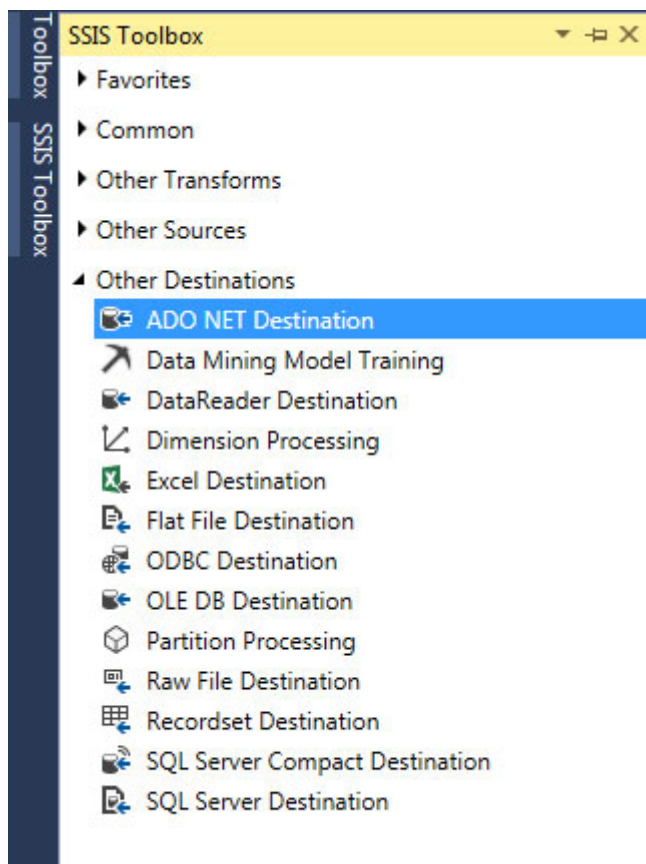 Toolbox
SSIS Toolbox
SSIS Toolbox
Favorites
Common
Other Transforms
Other Sources
Other Destinations
ADO NET Destination
Data Mining Model Training
DataReader Destination
Dimension Processing
Excel Destination
Flat File Destination
ODBC Destination
OLE DB Destination
Partition Processing
Raw File Destination
Recordset Destination
SQL Server Compact Destination
SQL Server Destination